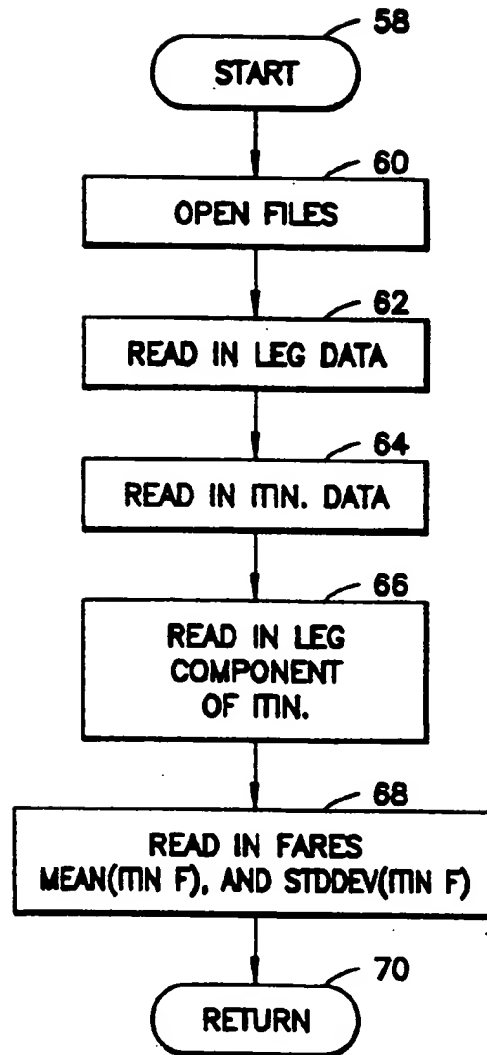 58
START
60
OPEN FILES
62
READ IN LEG DATA
64
READ IN ITIN. DATA
66
READ IN LEG
COMPONENT
OF ITIN.
68
READ IN FARES
MEAN(ITIN F), AND STDDEV(ITIN F)
70
RETURN